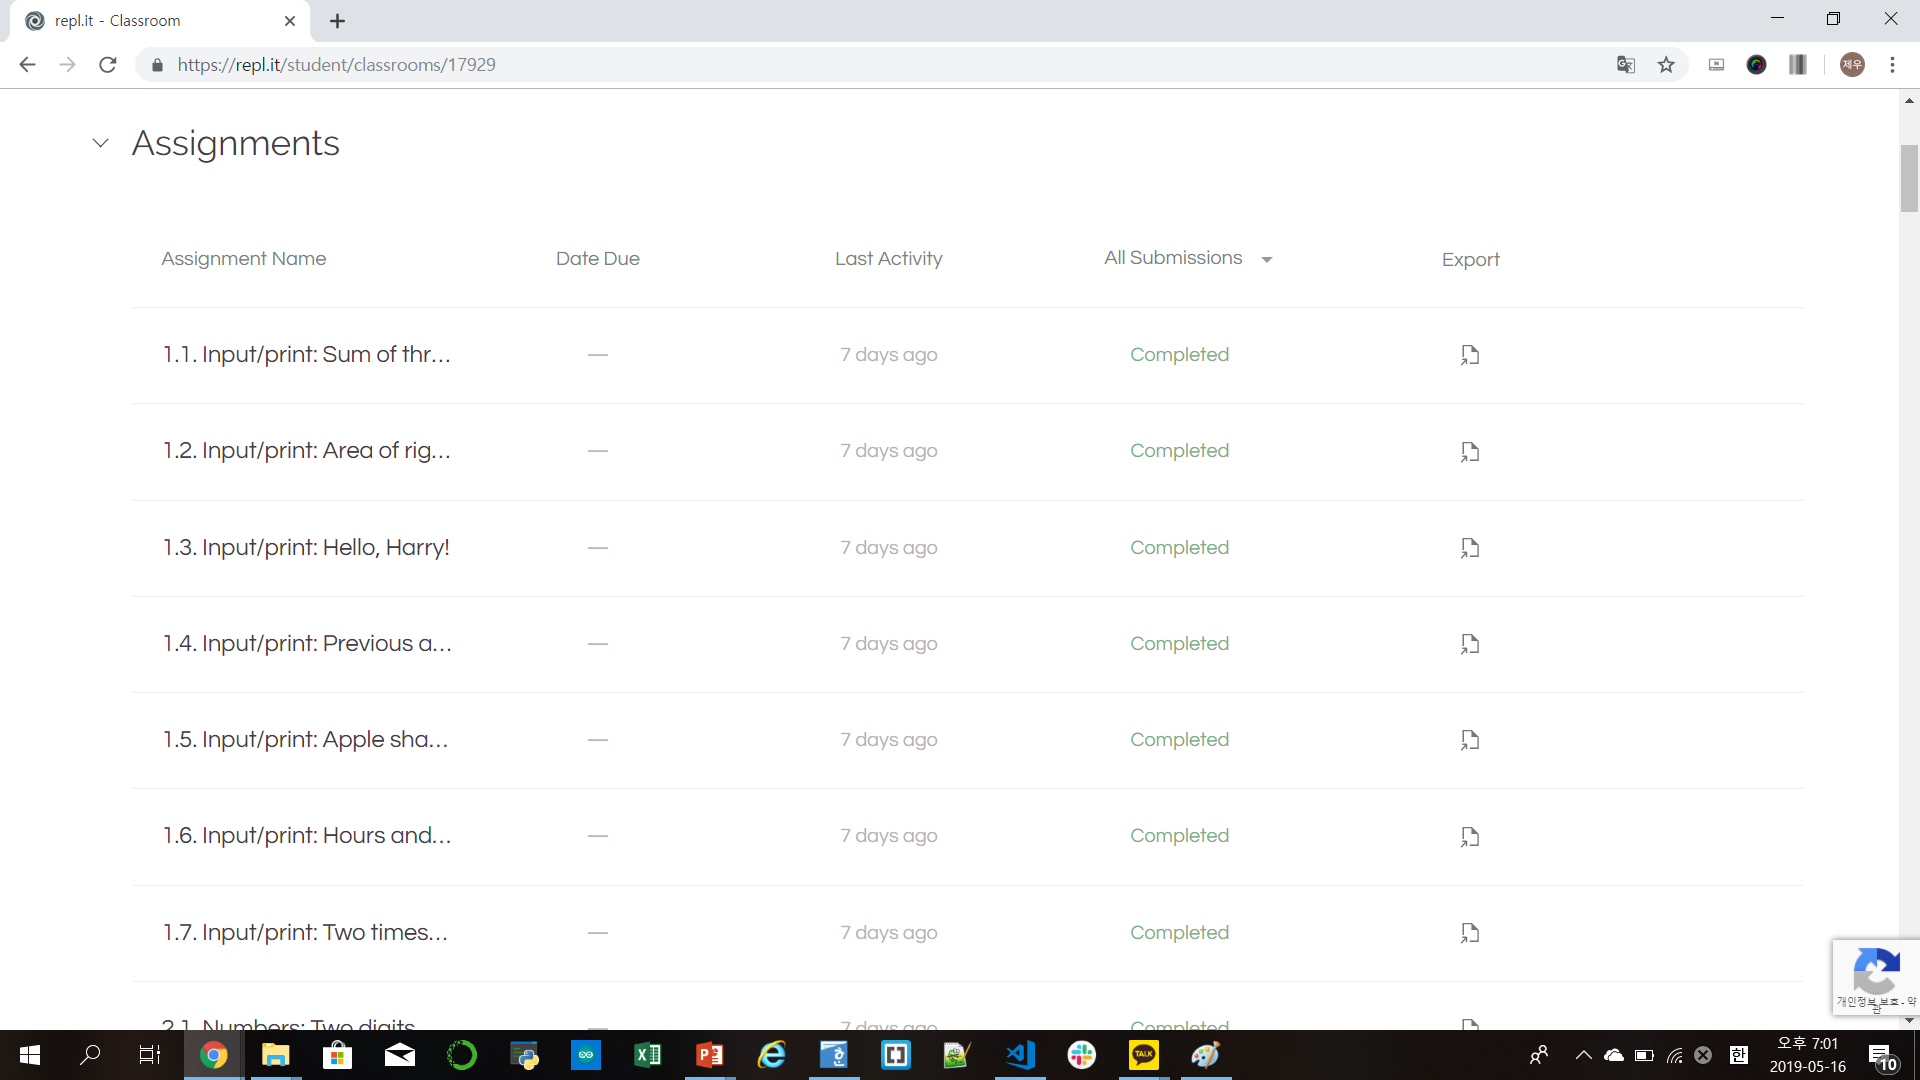 repl.it - Classroom
https://repl.it/student/classrooms/17929
제우
Assignments
Assignment Name Date Due Last Activity All Submissions Export
1.1. Input/print: Sum of thr... — 7 days ago Completed
1.2. Input/print: Area of rig... — 7 days ago Completed
1.3. Input/print: Hello, Harry! — 7 days ago Completed
1.4. Input/print: Previous a... — 7 days ago Completed
1.5. Input/print: Apple sha... — 7 days ago Completed
1.6. Input/print: Hours and... — 7 days ago Completed
1.7. Input/print: Two times... — 7 days ago Completed
개인정보 보호 - 약
관
2.1. Numbers: Two digits — 7 days ago Completed
TALK
한
오후 7:01
2019-05-16
10